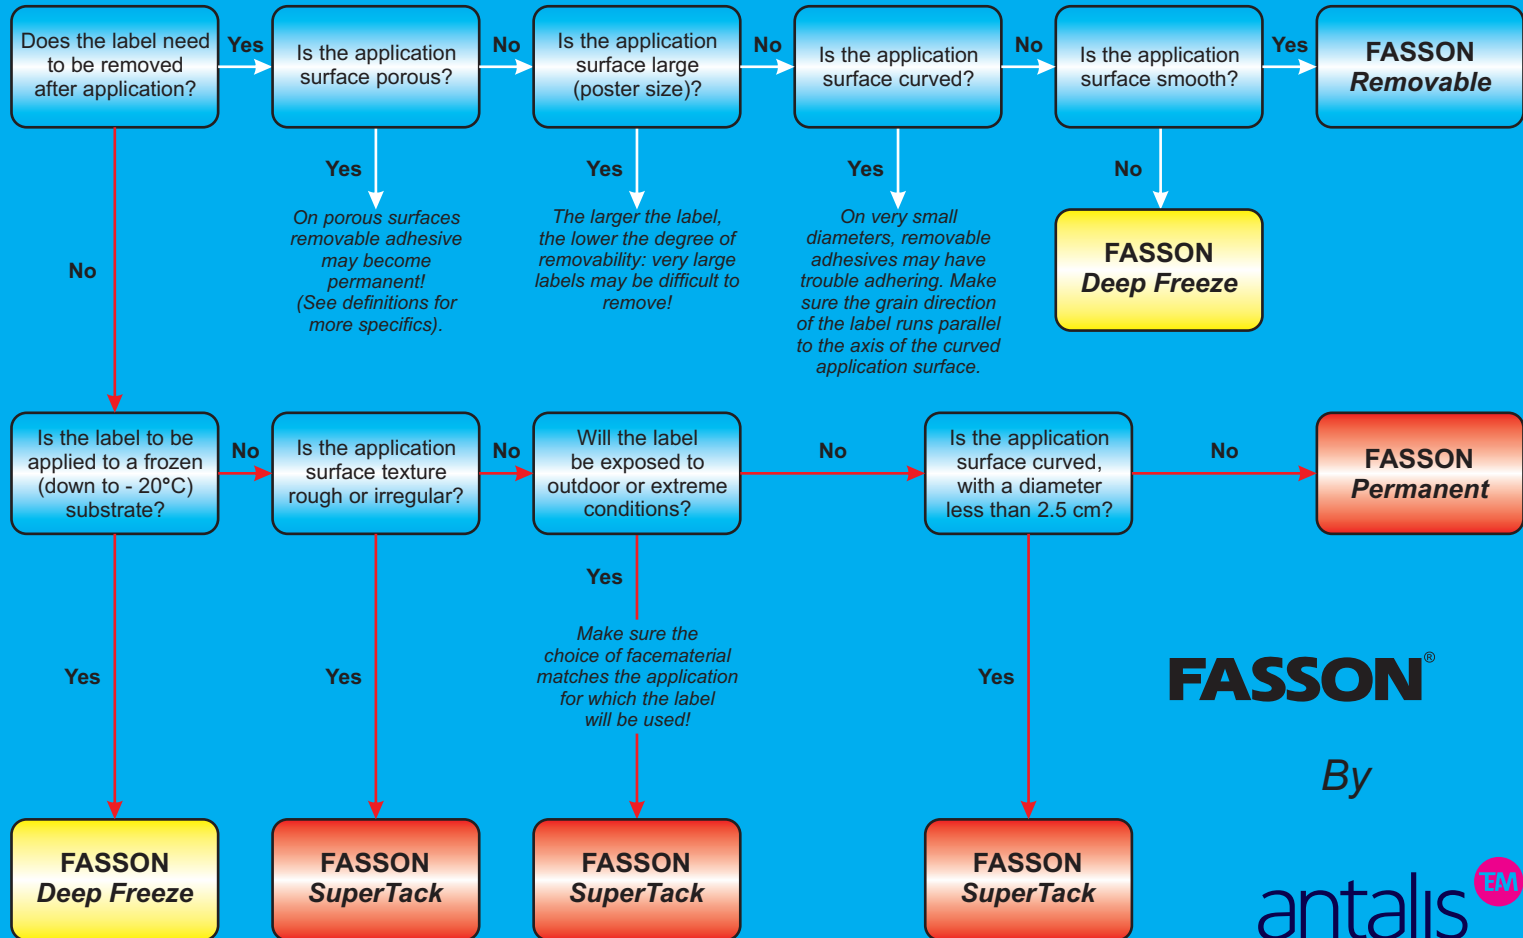 Does the label need
to be removed
after application?
Yes
Is the application
surface porous?
No
Is the application
surface large
(poster size)?
No
Is the application
surface curved?
No
Is the application
surface smooth?
Yes
FASSON
Removable
Yes
On porous surfaces
removable adhesive
may become
permanent!
(See definitions for
more specifics).
Yes
The larger the label,
the lower the degree of
removability: very large
labels may be difficult to
remove!
Yes
On very small
diameters, removable
adhesives may have
trouble adhering. Make
sure the grain direction
of the label runs parallel
to the axis of the curved
application surface.
No
FASSON
Deep Freeze
No
Is the label to be
applied to a frozen
(down to - 20°C)
substrate?
No
Is the application
surface texture
rough or irregular?
No
Will the label
be exposed to
outdoor or extreme
conditions?
No
Is the application
surface curved,
with a diameter
less than 2.5 cm?
No
FASSON
Permanent
Yes
FASSON
Deep Freeze
Yes
FASSON
SuperTack
Yes
Make sure the
choice of facematerial
matches the application
for which the label
will be used!
FASSON
SuperTack
Yes
FASSON
SuperTack
FASSON®
By
antalis TM